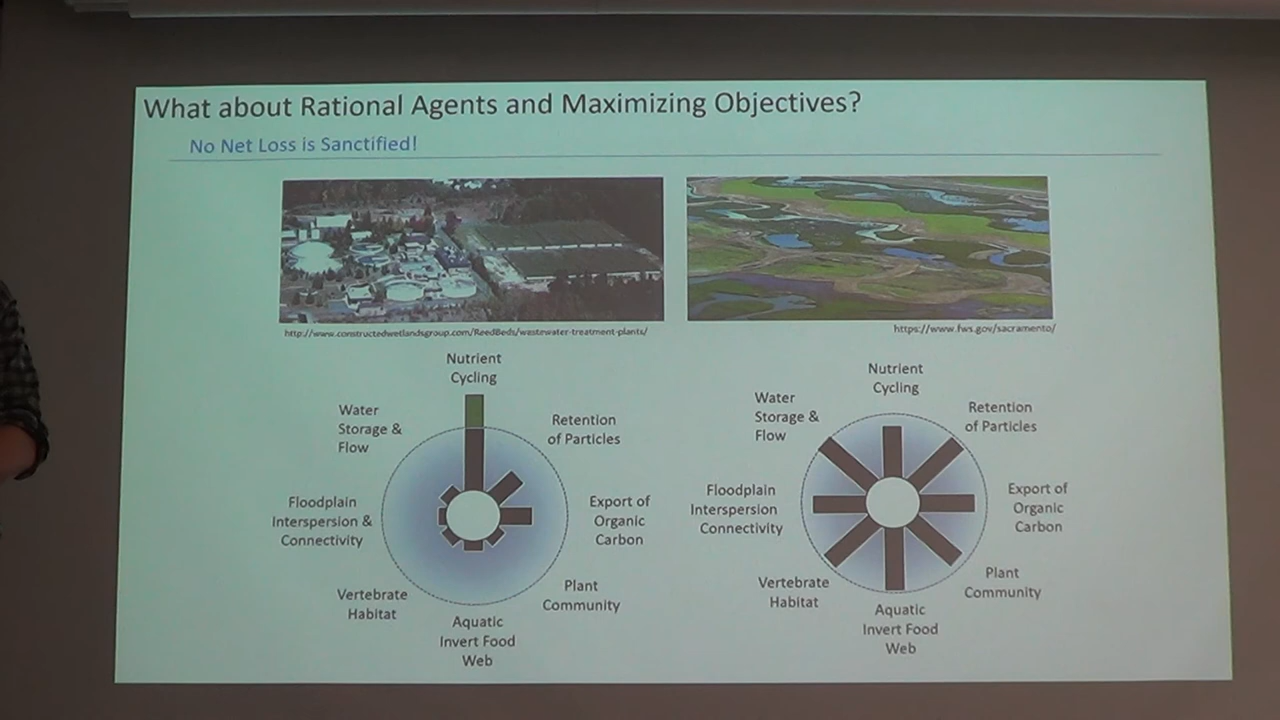 What about Rational Agents and Maximizing Objectives?
No Net Loss is Sanctified!
http://www.constructedwetlandsgroup.com/ReedBeds/wastewater-treatment-plants/
https://www.fws.gov/sacramento/
Nutrient
Cycling
Retention
of Particles
Export of
Organic
Carbon
Plant
Community
Aquatic
Invert Food
Web
Vertebrate
Habitat
Floodplain
Interspersion &
Connectivity
Water
Storage &
Flow
Nutrient
Cycling
Retention
of Particles
Export of
Organic
Carbon
Plant
Community
Aquatic
Invert Food
Web
Vertebrate
Habitat
Floodplain
Interspersion
Connectivity
Water
Storage &
Flow